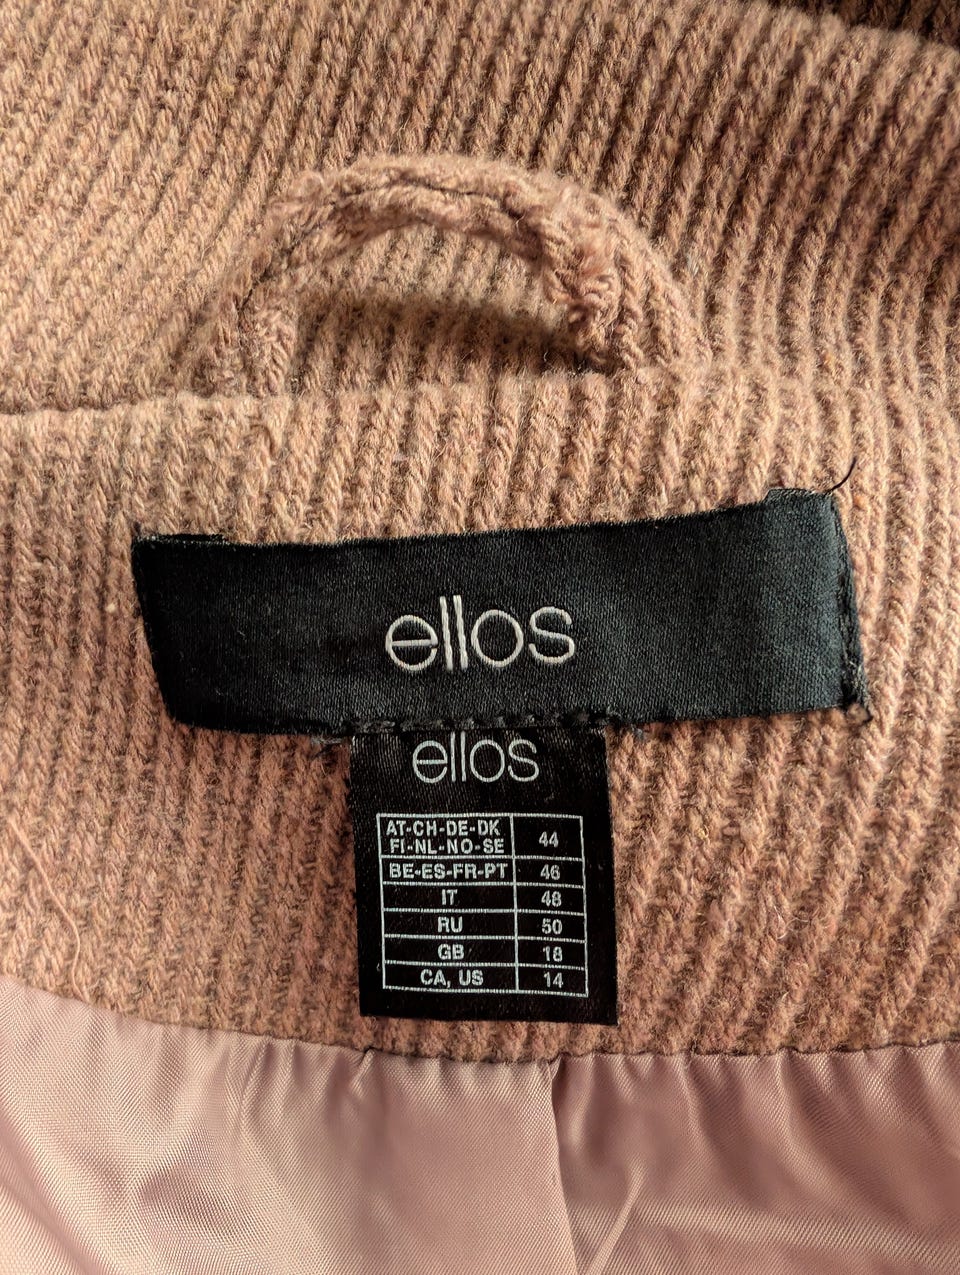 ellos
ellos
AT-CH-DE-DK
FI-NL-NO-SE 44
BE-ES-FR-PT 46
IT 48
RU 50
GB 18
CA, US 14